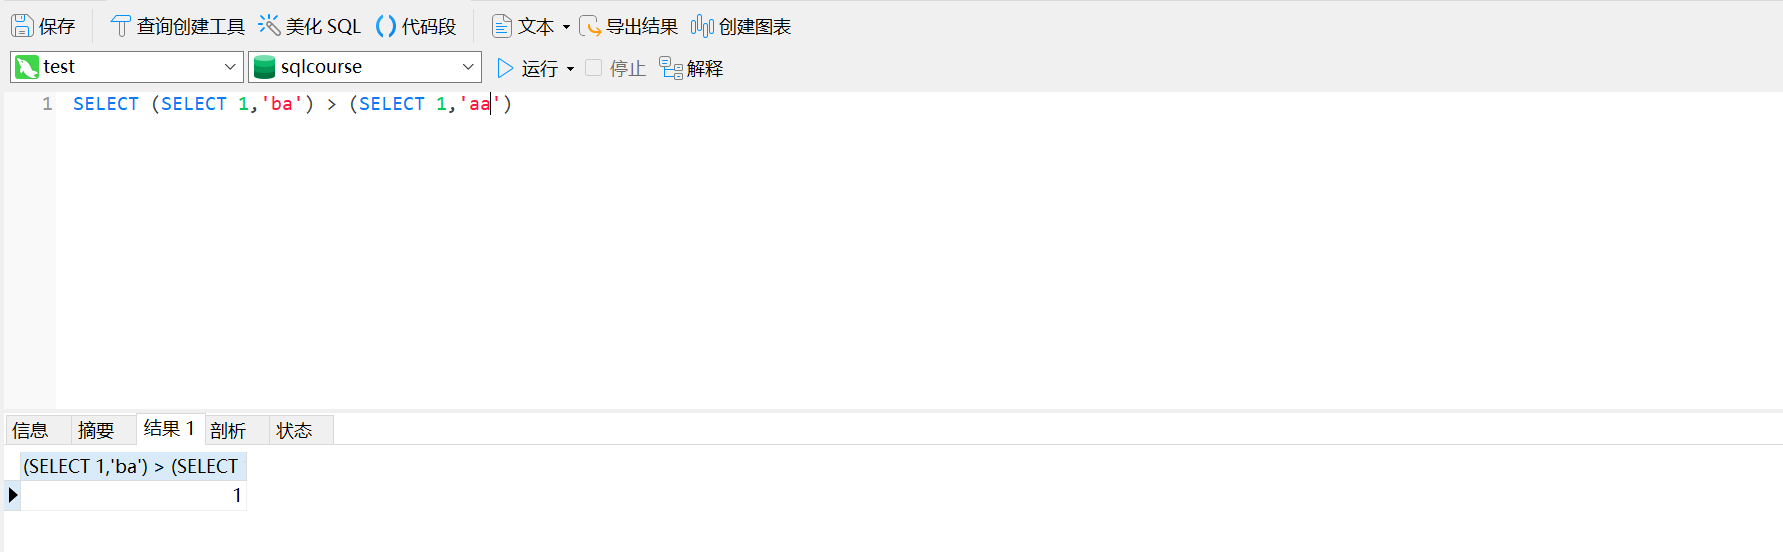 保存 查询创建工具 美化 SQL 代码段 文本 导出结果 创建图表
test sqlcourse 运行 停止 解释
1 SELECT (SELECT 1,'ba') > (SELECT 1,'aa')
信息 摘要 结果 1 剖析 状态
(SELECT 1,'ba') > (SELECT
1